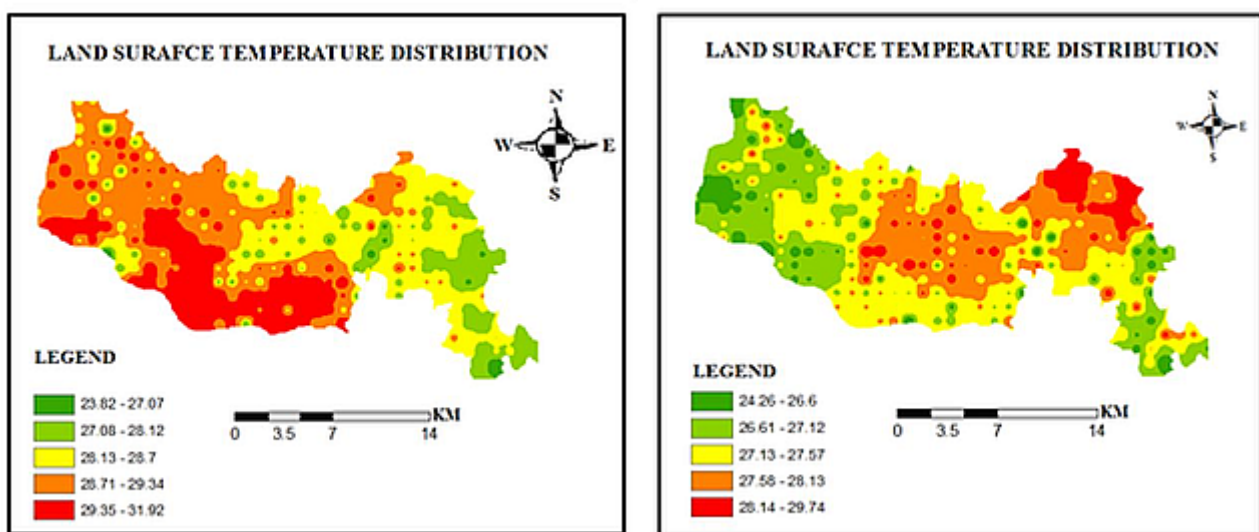 LAND SURAFCE TEMPERATURE DISTRIBUTION
N
W E
S
LEGEND
23.82 - 27.07
27.08 - 28.12
28.13 - 28.7
28.71 - 29.34
29.35 - 31.92
KM
0 3.5 7 14
LAND SURAFCE TEMPERATURE DISTRIBUTION
N
W E
S
LEGEND
24.26 - 26.6
26.61 - 27.12
27.13 - 27.57
27.58 - 28.13
28.14 - 29.74
KM
0 3.5 7 14